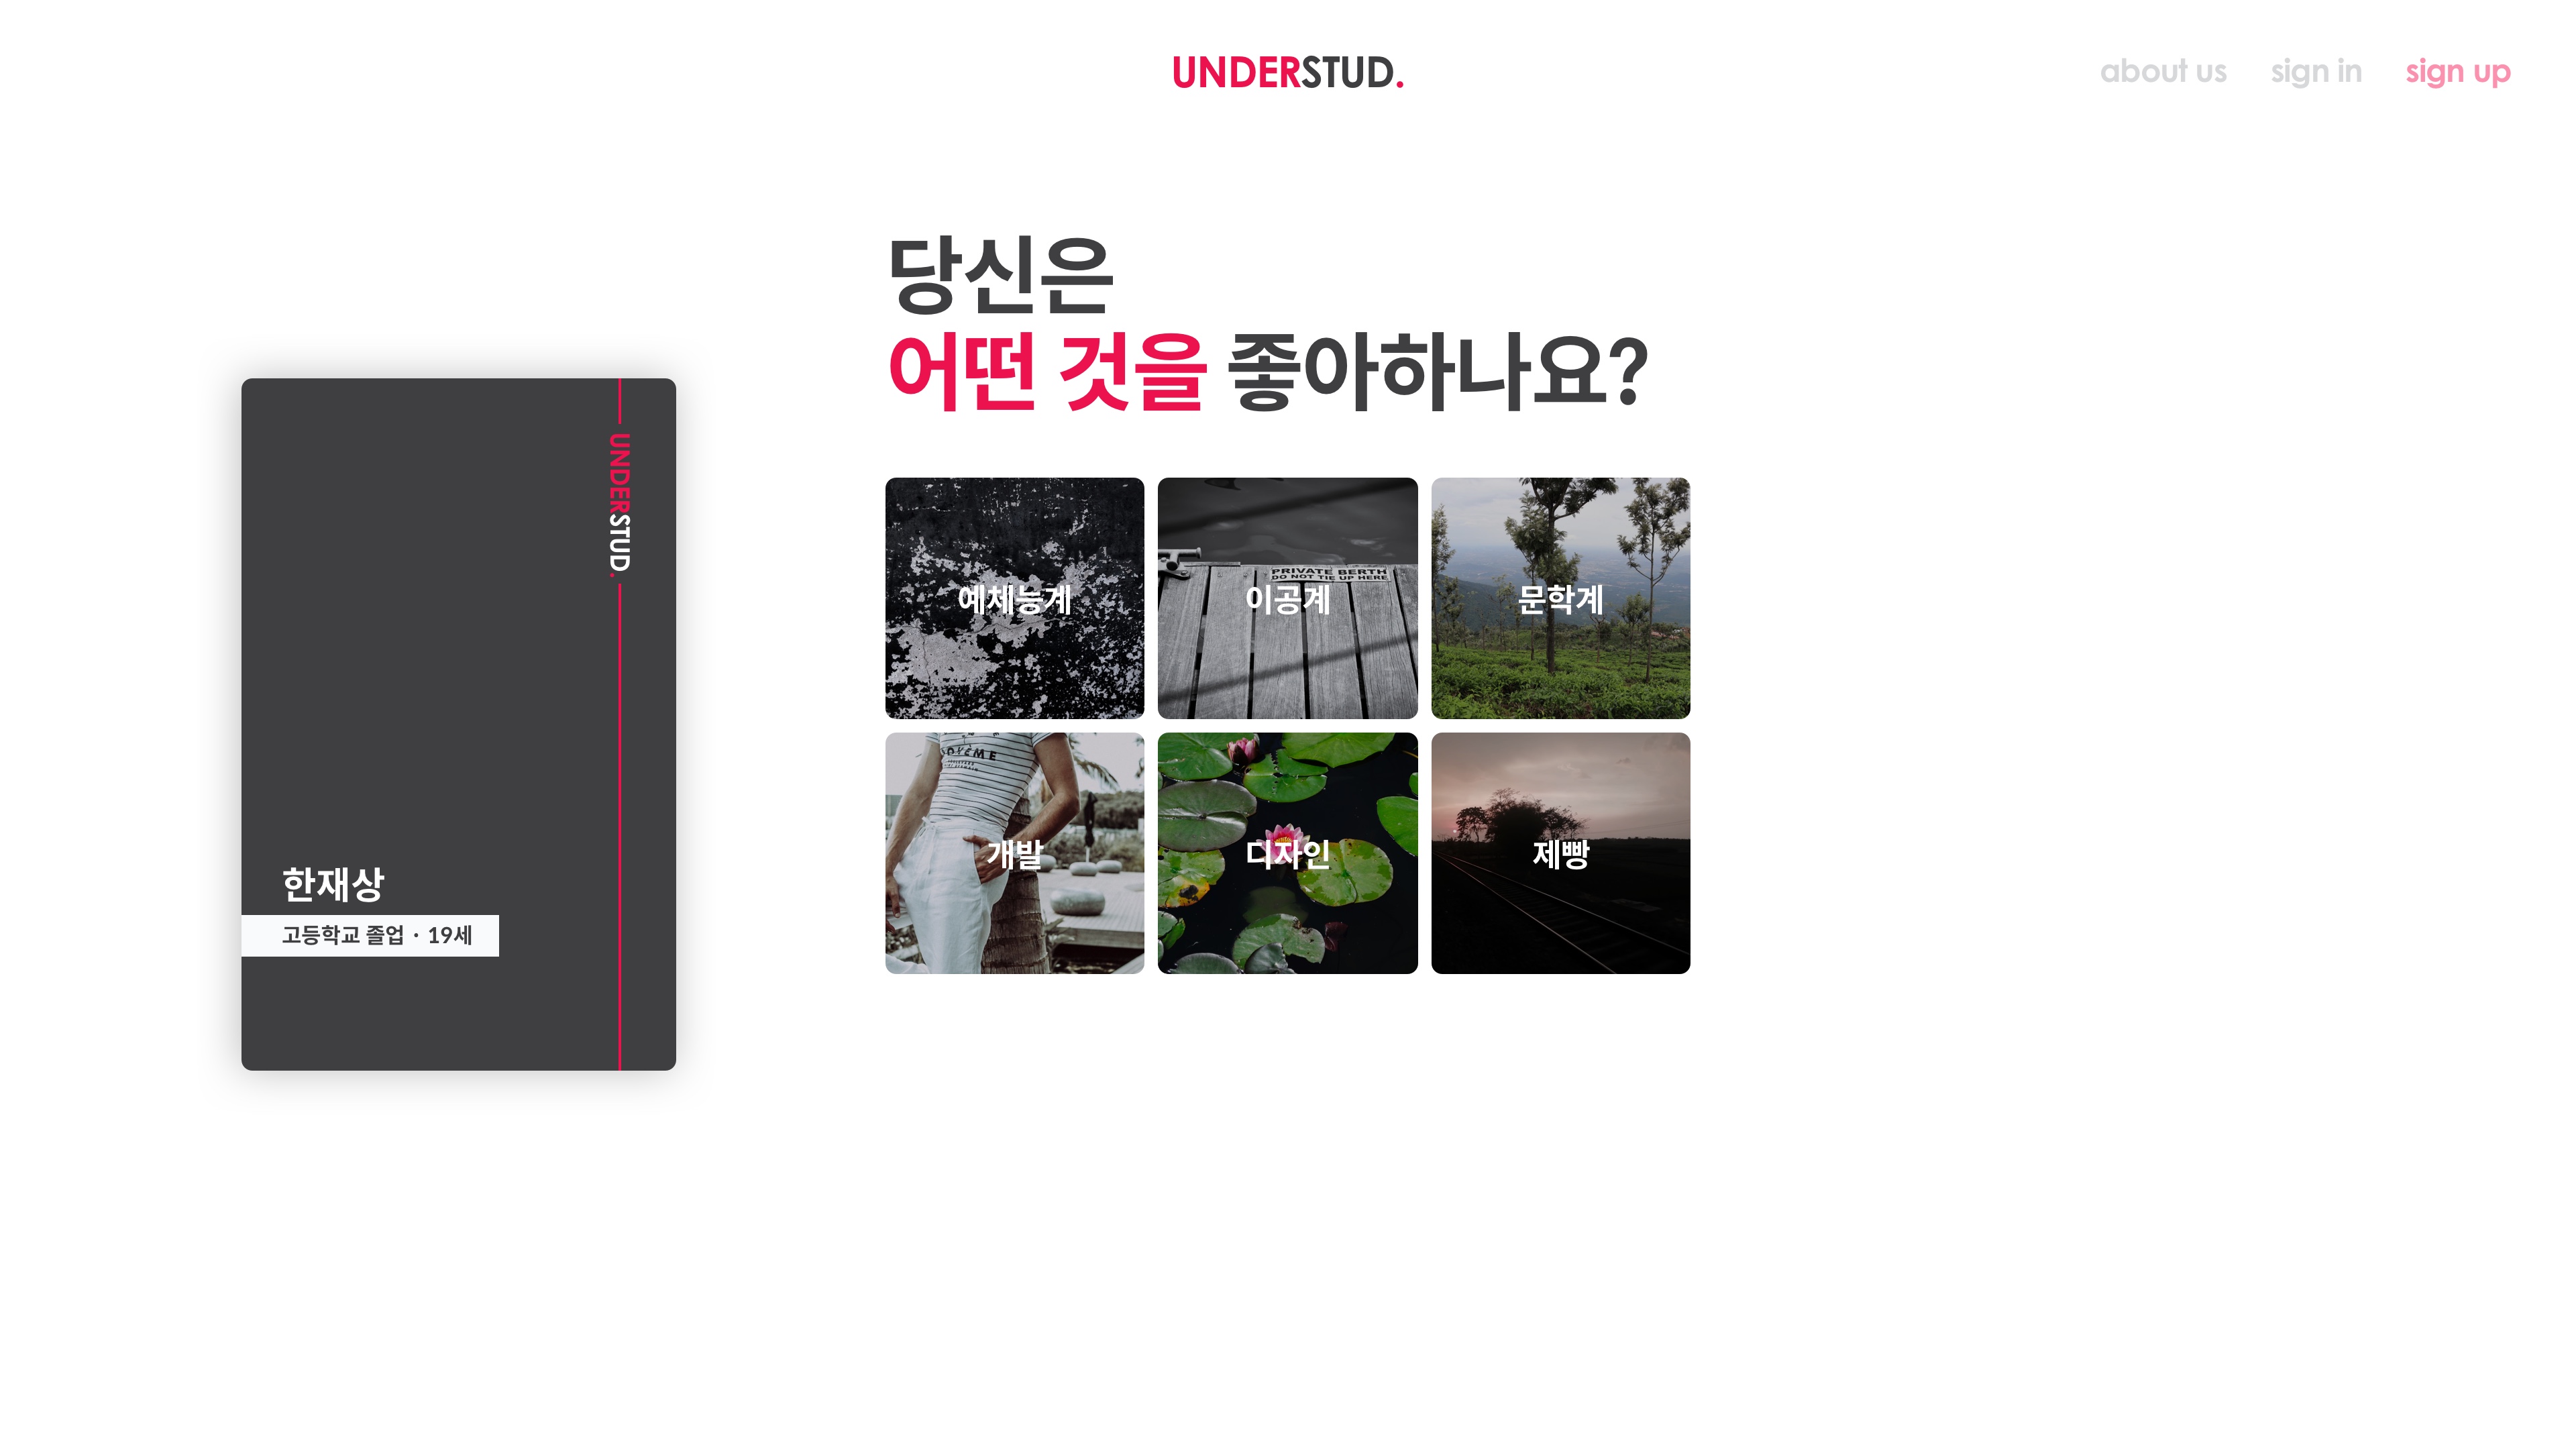 UNDERSTUD.
about us
sign in
sign up
당신은
어떤 것을 좋아하나요?
UNDERSTUD.
한재상
고등학교 졸업 · 19세
예체능계
PRIVATE BERTH
DO NOT TIE UP HERE
이공계
문학계
개발
디자인
제빵